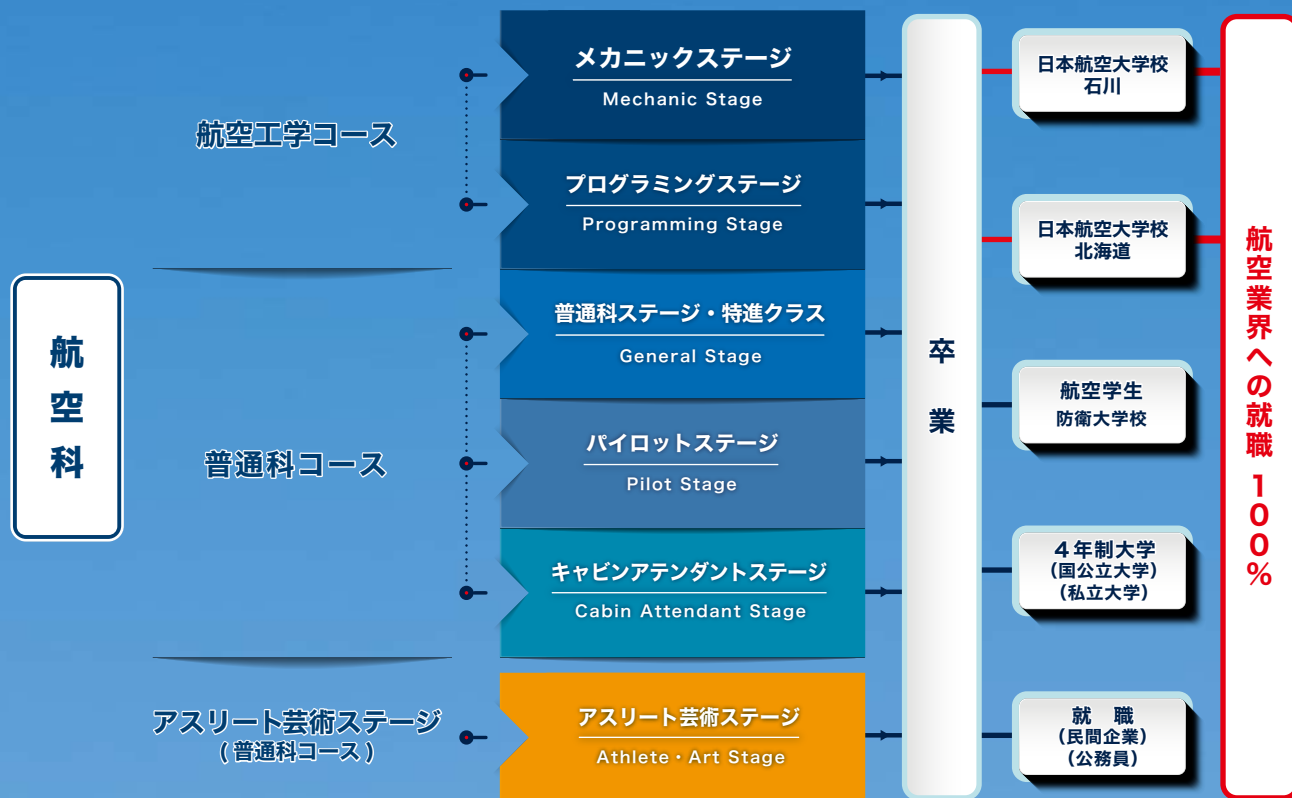 航空科
航空工学コース
普通科コース
アスリート芸術ステージ
(普通科コース)
メカニックステージ
Mechanic Stage
プログラミングステージ
Programming Stage
普通科ステージ・特進クラス
General Stage
パイロットステージ
Pilot Stage
キャビンアテンダントステージ
Cabin Attendant Stage
アスリート芸術ステージ
Athlete・Art Stage
卒業
日本航空大学校
石川
日本航空大学校
北海道
航空学生
防衛大学校
4年制大学
(国公立大学)
(私立大学)
就 職
(民間企業)
(公務員)
航空業界への就職 100%